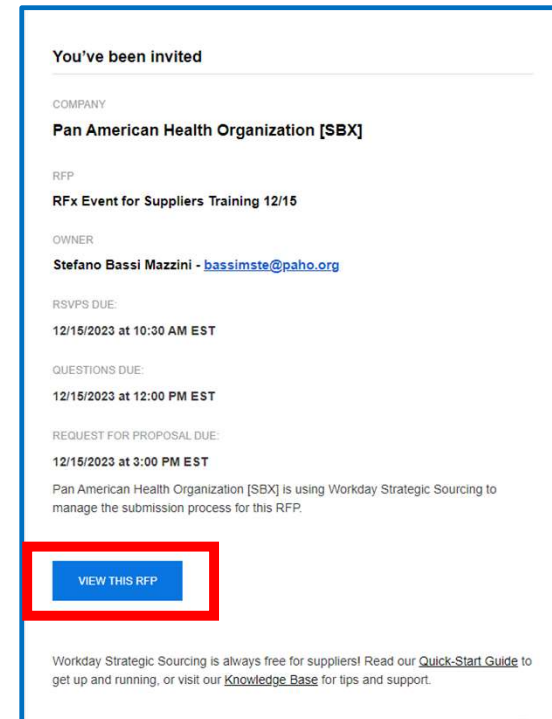 You've been invited
COMPANY
Pan American Health Organization [SBX]
RFP
RFx Event for Suppliers Training 12/15
OWNER
Stefano Bassi Mazzini - bassimste@paho.org
RSVPS DUE:
12/15/2023 at 10:30 AM EST
QUESTIONS DUE:
12/15/2023 at 12:00 PM EST
REQUEST FOR PROPOSAL DUE:
12/15/2023 at 3:00 PM EST
Pan American Health Organization [SBX] is using Workday Strategic Sourcing to
manage the submission process for this RFP.
VIEW THIS RFP
Workday Strategic Sourcing is always free for suppliers! Read our Quick-Start Guide to
get up and running, or visit our Knowledge Base for tips and support.